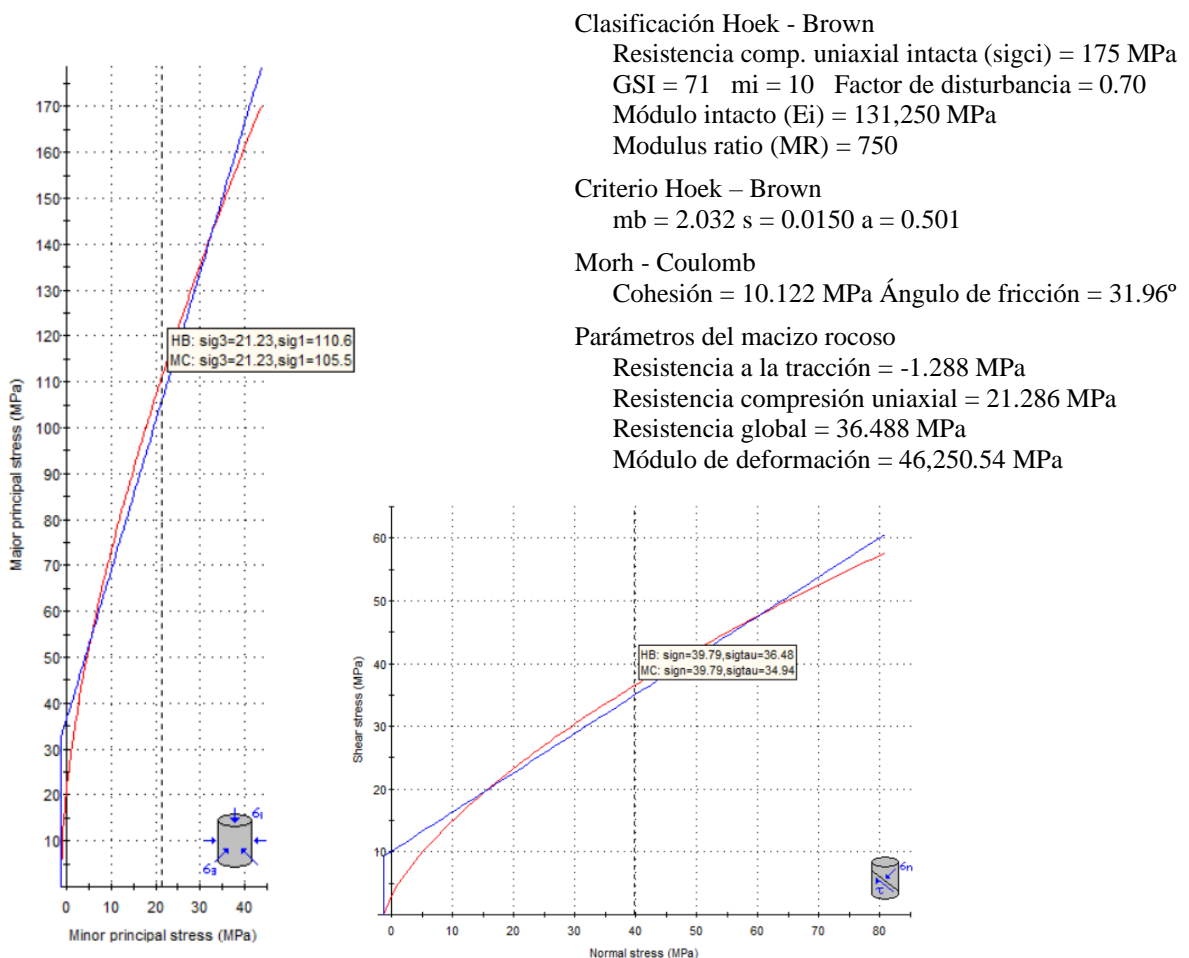 Clasificación Hoek - Brown
Resistencia comp. uniaxial intacta (sigci) = 175 MPa
GSI = 71 mi = 10 Factor de disturbancia = 0.70
Módulo intacto (Ei) = 131,250 MPa
Modulus ratio (MR) = 750
Criterio Hoek – Brown
mb = 2.032 s = 0.0150 a = 0.501
Morh - Coulomb
Cohesión = 10.122 MPa Ángulo de fricción = 31.96º
Parámetros del macizo rocoso
Resistencia a la tracción = -1.288 MPa
Resistencia compresión uniaxial = 21.286 MPa
Resistencia global = 36.488 MPa
Módulo de deformación = 46,250.54 MPa
Major principal stress (MPa)
170
160
150
140
130
120
110
100
90
80
70
60
50
40
30
20
10
HB: sig3=21.23,sig1=110.6
MC: sig3=21.23,sig1=105.5
σ1
σ3
0 10 20 30 40
Minor principal stress (MPa)
Shear stress (MPa)
60
50
40
30
20
10
HB: sign=39.79,sigtau=36.48
MC: sign=39.79,sigtau=34.94
σn
τ
0 10 20 30 40 50 60 70 80
Normal stress (MPa)